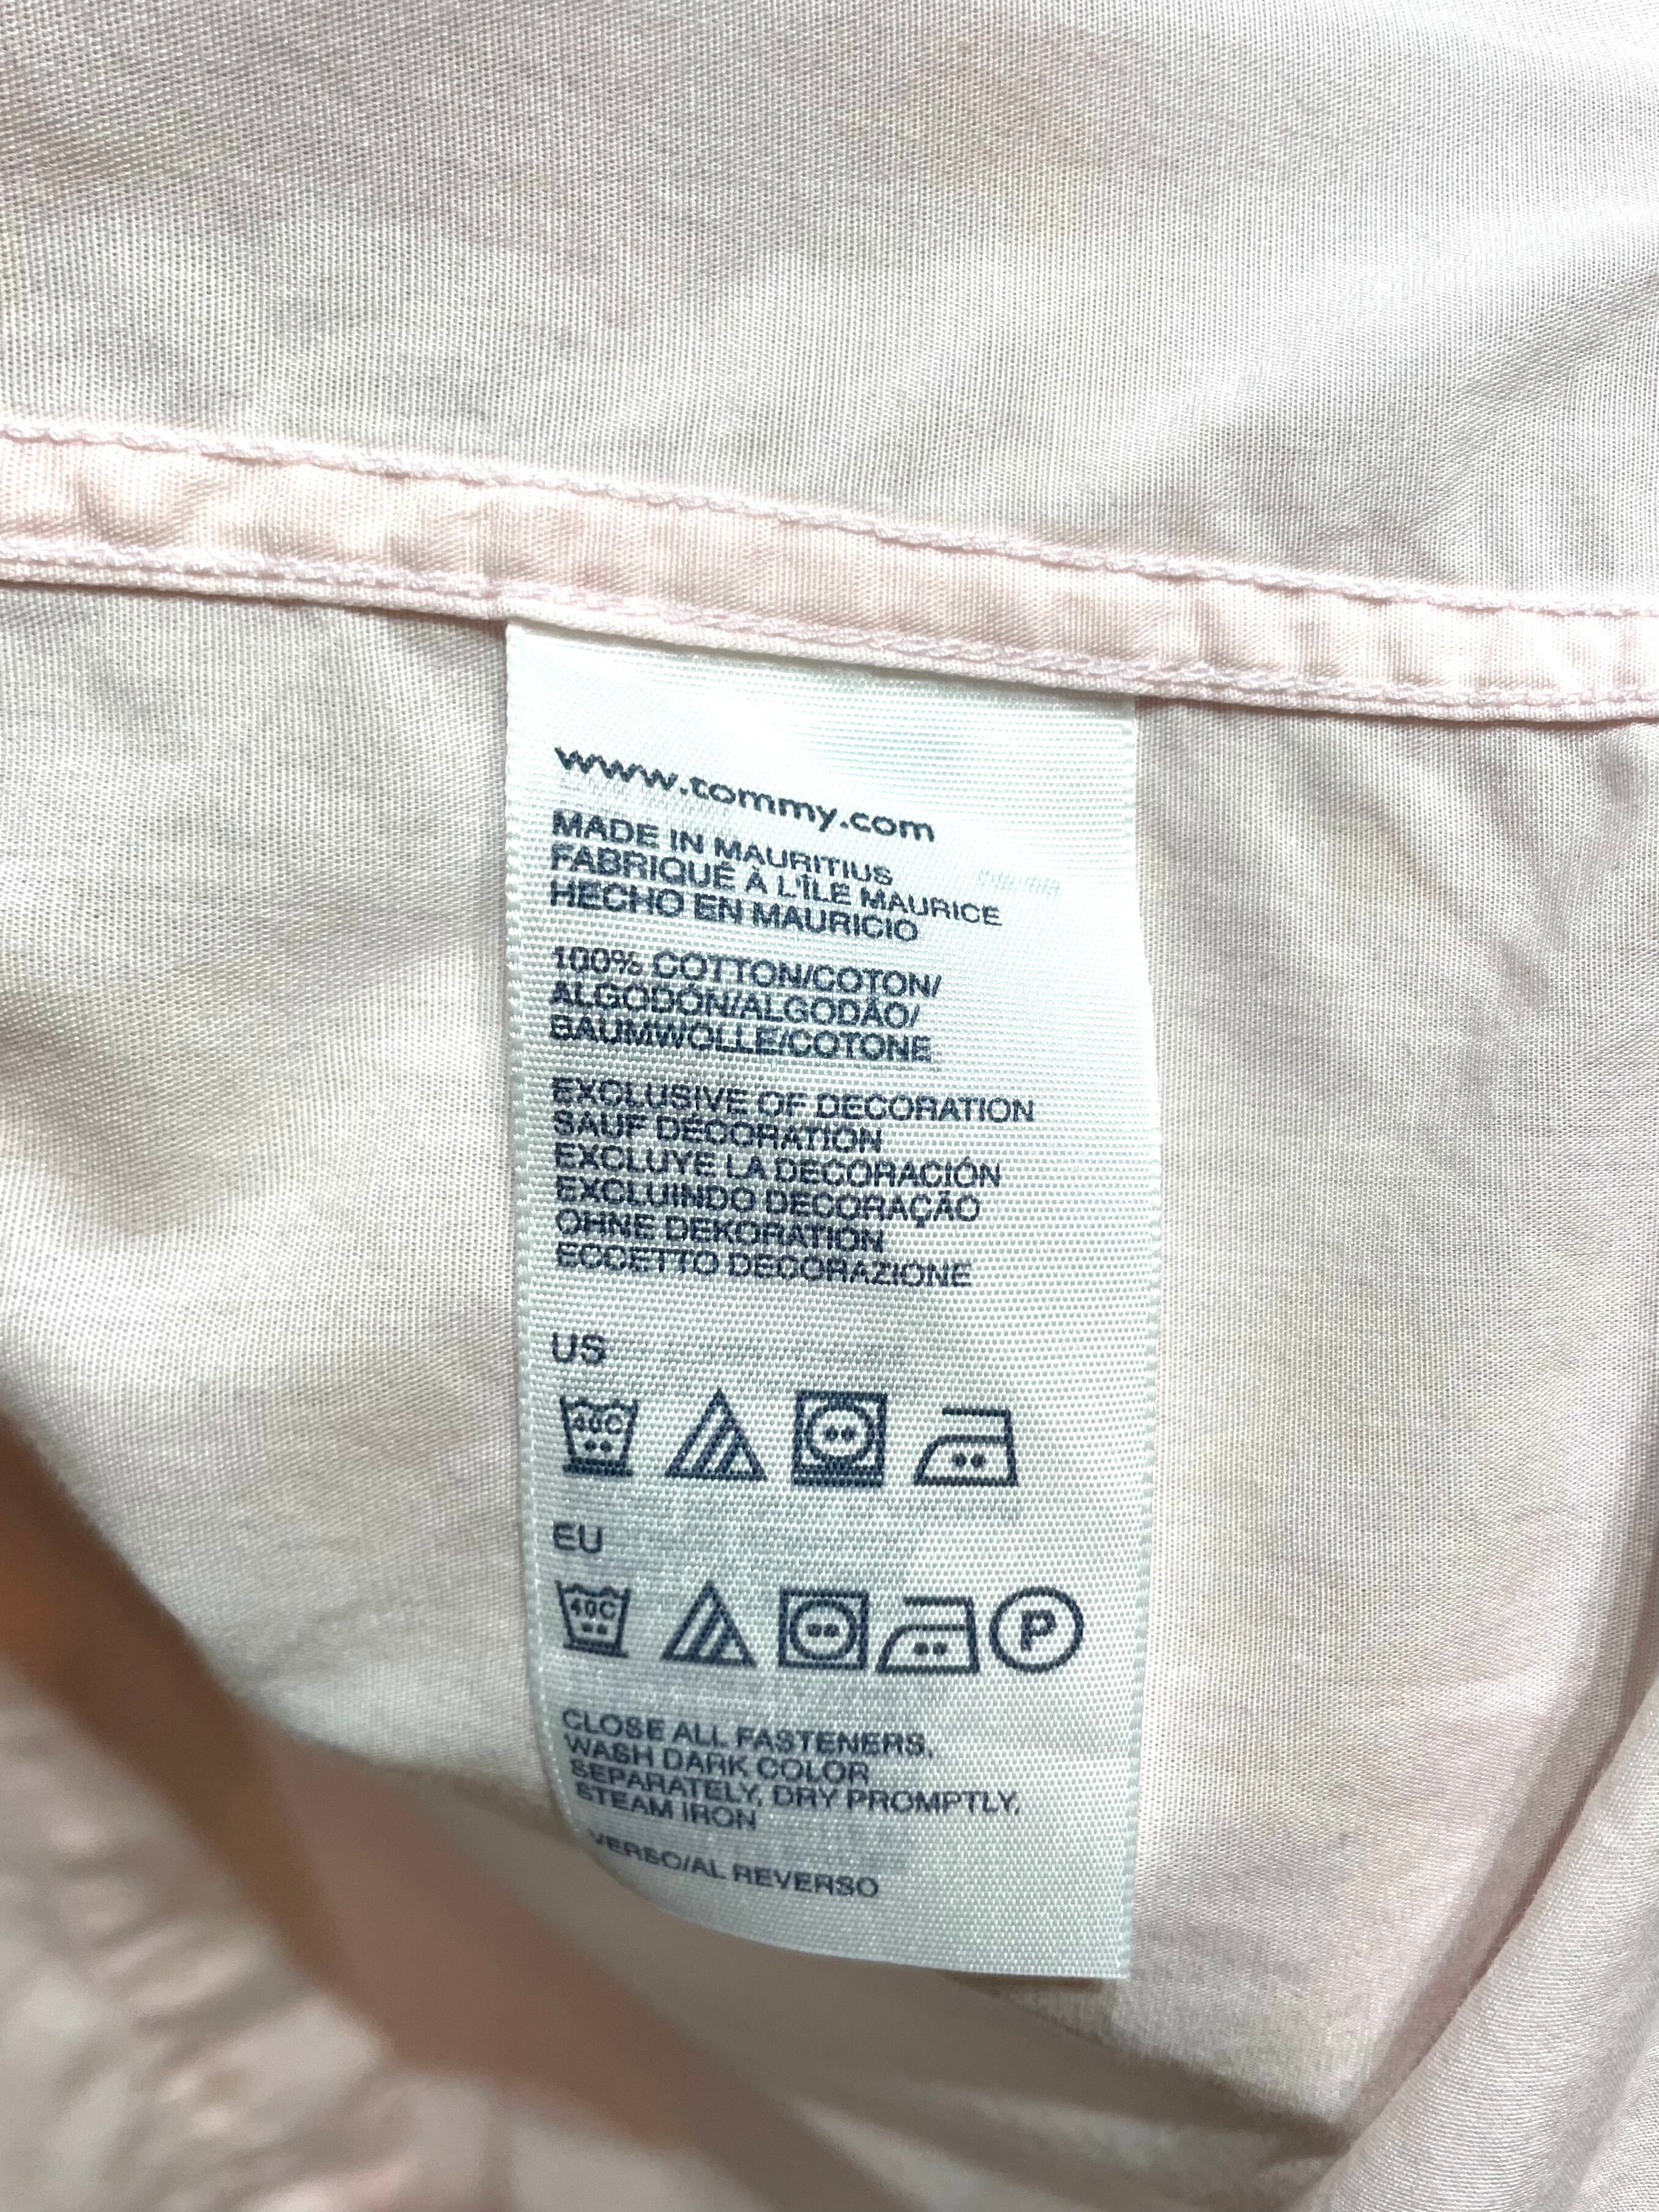 www.tommy.com
MADE IN MAURITIUS
FABRIQUÉ À L'ÎLE MAURICE
HECHO EN MAURICIO
100% COTTON/COTON/
ALGODÓN/ALGODÃO/
BAUMWOLLE/COTONE
EXCLUSIVE OF DECORATION
SAUF DÉCORATION
EXCLUYE LA DECORACIÓN
EXCLUINDO DECORAÇÃO
OHNE DEKORATION
ECCETTO DECORAZIONE
US
40C
EU
40C P
CLOSE ALL FASTENERS,
WASH DARK COLOR
SEPARATELY, DRY PROMPTLY,
STEAM IRON
VERSO/AL REVERSO